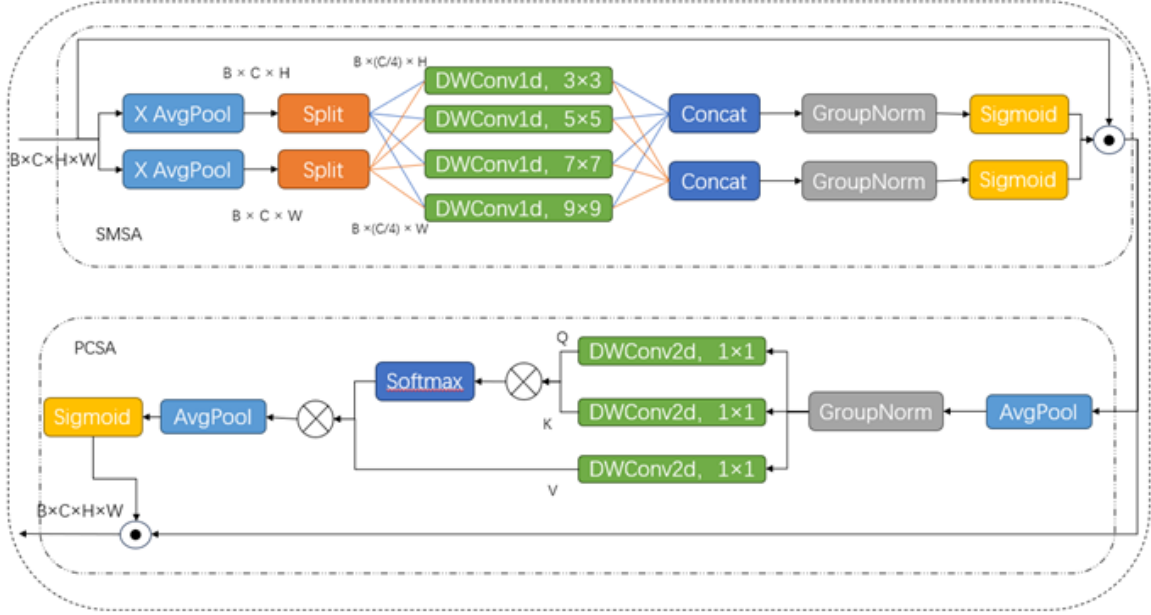 B × C × H
B ×(C/4) × H
DWConv1d, 3×3
X AvgPool
Split
DWConv1d, 5×5
Concat
GroupNorm
Sigmoid
B×C×H×W
X AvgPool
Split
DWConv1d, 7×7
Concat
GroupNorm
Sigmoid
DWConv1d, 9×9
B × C × W
B ×(C/4) × W
SMSA
PCSA
Q
DWConv2d, 1×1
Softmax
Sigmoid
AvgPool
K
DWConv2d, 1×1
GroupNorm
AvgPool
DWConv2d, 1×1
V
B×C×H×W